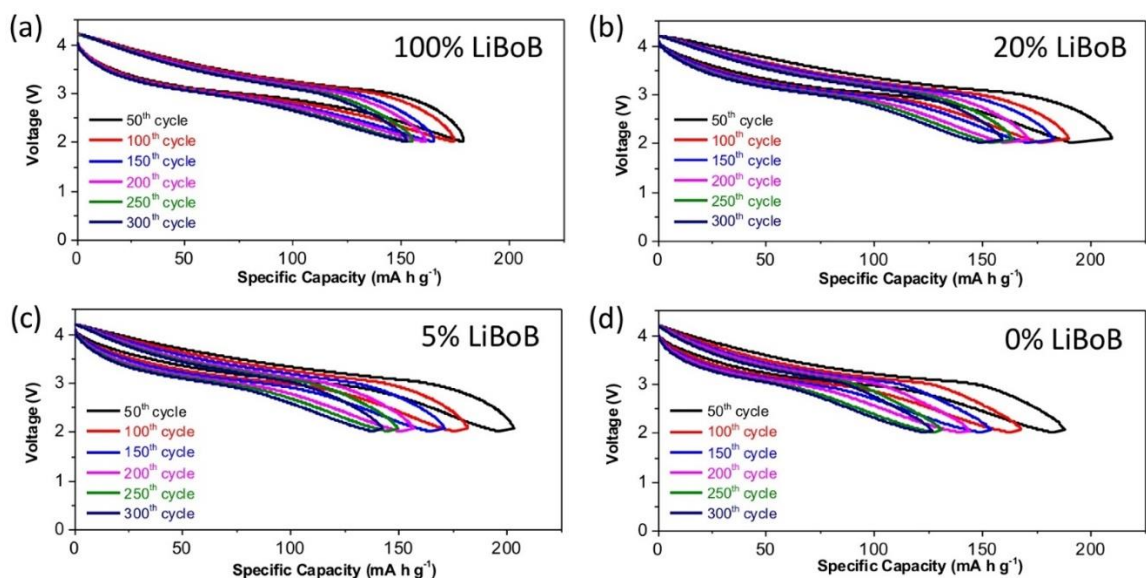 (a)
100% LiBoB
4
3
2
1
0
Voltage (V)
50th cycle
100th cycle
150th cycle
200th cycle
250th cycle
300th cycle
0 50 100 150 200
Specific Capacity (mA h g-1)
(b)
20% LiBoB
4
3
2
1
0
Voltage (V)
50th cycle
100th cycle
150th cycle
200th cycle
250th cycle
300th cycle
0 50 100 150 200
Specific Capacity (mA h g-1)
(c)
5% LiBoB
4
3
2
1
0
Voltage (V)
50th cycle
100th cycle
150th cycle
200th cycle
250th cycle
300th cycle
0 50 100 150 200
Specific Capacity (mA h g-1)
(d)
0% LiBoB
4
3
2
1
0
Voltage (V)
50th cycle
100th cycle
150th cycle
200th cycle
250th cycle
300th cycle
0 50 100 150 200
Specific Capacity (mA h g-1)